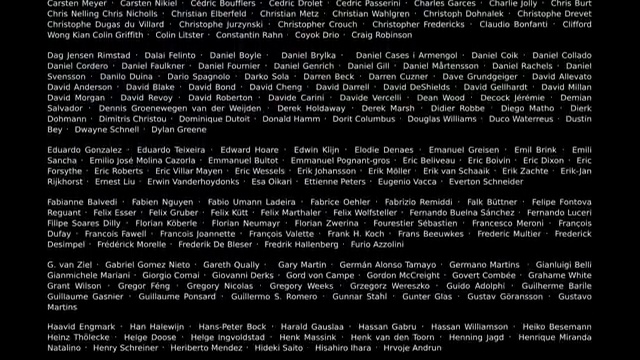 Carsten Meyer · Carsten Nikiel · Cédric Boufflers · Cedric Drolet · Cedric Passerini · Charles Garces · Charlie Jolly · Chris Burt
Chris Nelling Chris Nicholls · Christian Elberfeld · Christian Metz · Christian Wahlgren · Christoph Dohnalek · Christophe Drevet
Christophe Dugas du Villard · Christophe Jurzynski · Christopher Crouch · Christopher Fredericks · Claudio Bonfanti · Clifford
Wong Kian Colin Griffith · Colin Litster · Constantin Rahn · Coyok Drio · Craig Robinson
Dag Jensen Rimstad · Dalai Felinto · Daniel Boyle · Daniel Brylka · Daniel Cases i Armengol · Daniel Coik · Daniel Collado
Daniel Cordero · Daniel Faulkner · Daniel Fournier · Daniel Genrich · Daniel Gill · Daniel Mårtensson · Daniel Rachels · Daniel
Svensson · Danilo Duina · Dario Spagnolo · Darko Sola · Darren Beck · Darren Cuzner · Dave Grundgeiser · David Allevato
David Anderson · David Blake · David Bond · David Cheng · David Darrell · David DeShields · David Gellhardt · David Millan
David Morgan · David Revoy · David Roberton · Davide Carini · Davide Vercelli · Dean Wood · Decock Jérémie · Demian
Salvador · Dennis Groenewegen van der Weijden · Derek Holdaway · Derek Marsh · Didier Robbe · Diego Matho · Dierk
Dohmann · Dimitris Christou · Dominique Dutoit · Donald Hamm · Dorit Columbus · Douglas Williams · Duco Waterreus · Dustin
Bey · Dwayne Schnell · Dylan Greene
Eduardo Gonzalez · Eduardo Teixeira · Edward Hoare · Edwin Klijn · Elodie Denaes · Emanuel Greisen · Emil Brink · Emili
Sancha · Emilio José Molina Cazorla · Emmanuel Bultot · Emmanuel Pognant-gros · Eric Beliveau · Eric Boivin · Eric Dixon · Eric
Forsythe · Eric Roberts · Eric Villar Mayen · Eric Wessels · Erik Johansson · Erik Möller · Erik van Schaaik · Erik Zachte · Erik-Jan
Rijkhorst · Ernest Liu · Erwin Vanderhoydonks · Esa Oikari · Ettienne Peters · Eugenio Vacca · Everton Schneider
Fabianne Balvedi · Fabien Nguyen · Fabio Umann Ladeira · Fabrice Oehler · Fabrizio Remiddi · Falk Büttner · Felipe Fontova
Reguant · Felix Esser · Felix Gruber · Felix Kütt · Felix Marthaler · Felix Wolfsteller · Fernando Buelna Sánchez · Fernando Luceri
Filipe Soares Dilly · Florian Köberle · Florian Neumayr · Florian Zwerina · Fourestier Sébastien · Francesco Meroni · François
Dufay · François Fawell · François Janotte · François Valette · Frank H. Koks · Frans Beeuwkes · Frederic Multier · Frederick
Desimpel · Frédérick Morelle · Frederik De Bleser · Fredrik Hallenberg · Furio Azzolini
G. van Ziel · Gabriel Gomez Nieto · Gareth Qually · Gary Martin · Germán Alonso Tamayo · Germano Martins · Gianluigi Belli
Gianmichele Mariani · Giorgio Comai · Giovanni Derks · Gord von Campe · Gordon McCreight · Govert Combée · Grahame White
Grant Wilson · Gregor Féng · Gregory Nicolas · Gregory Weeks · Grzegorz Wereszko · Guido Adolphi · Guilherme Barile
Guillaume Gasnier · Guillaume Ponsard · Guillermo S. Romero · Gunnar Stahl · Gunter Glas · Gustav Göransson · Gustavo
Martins
Haavid Engmark · Han Halewijn · Hans-Peter Bock · Harald Gauslaa · Hassan Gabru · Hassan Williamson · Heiko Besemann
Heinz Thölecke · Helge Doose · Helge Ingvoldstad · Henk Massink · Henk van den Toorn · Henning Jagd · Henrique Miranda
Natalino · Henry Schreiner · Heriberto Mendez · Hideki Saito · Hisahiro Ihara · Hrvoje Andrun